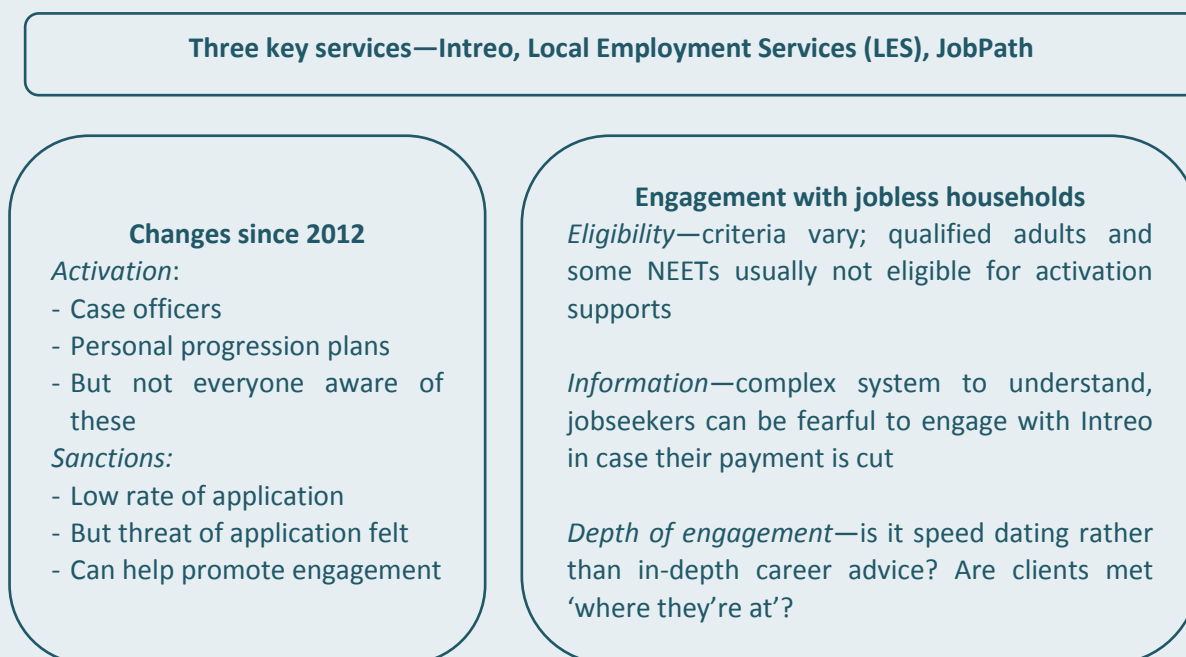 Three key services—Intreo, Local Employment Services (LES), JobPath
Changes since 2012
Activation:
- Case officers
- Personal progression plans
- But not everyone aware of
these
Sanctions:
- Low rate of application
- But threat of application felt
- Can help promote engagement
Engagement with jobless households
Eligibility—criteria vary; qualified adults and
some NEETs usually not eligible for activation
supports
Information—complex system to understand,
jobseekers can be fearful to engage with Intreo
in case their payment is cut
Depth of engagement—is it speed dating rather
than in-depth career advice? Are clients met
‘where they’re at’?